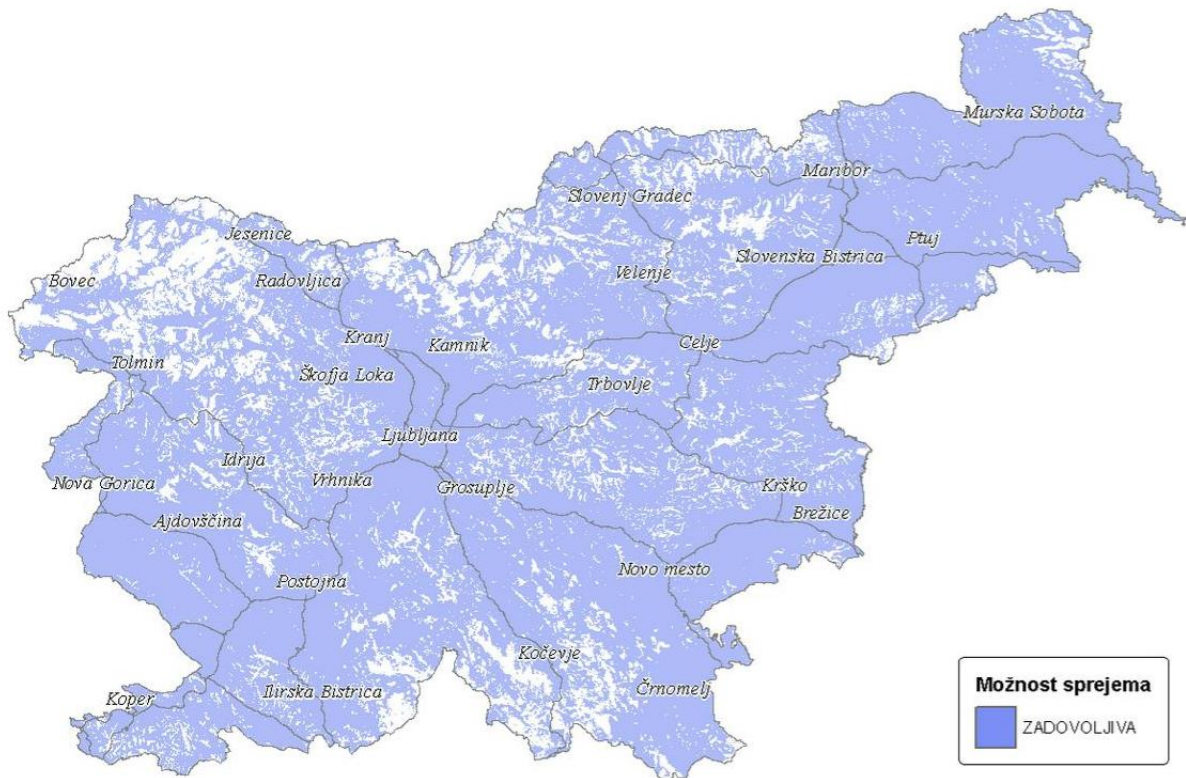 Murska Sobota
Maribor
Slovenj Gradec
Jesenice
Ptuj
Slovenska Bistrica
Bovec
Radovljica
Velenje
Kranj
Kamnik
Celje
Tolmin
Škofja Loka
Trbovlje
Ljubljana
Idrija
Vrhnika
Nova Gorica
Grosuplje
Krško
Brežice
Ajdovščina
Novo mesto
Postojna
Kočevje
Črnomelj
Ilirska Bistrica
Koper
Možnost sprejema
ZADOVOLJIVA